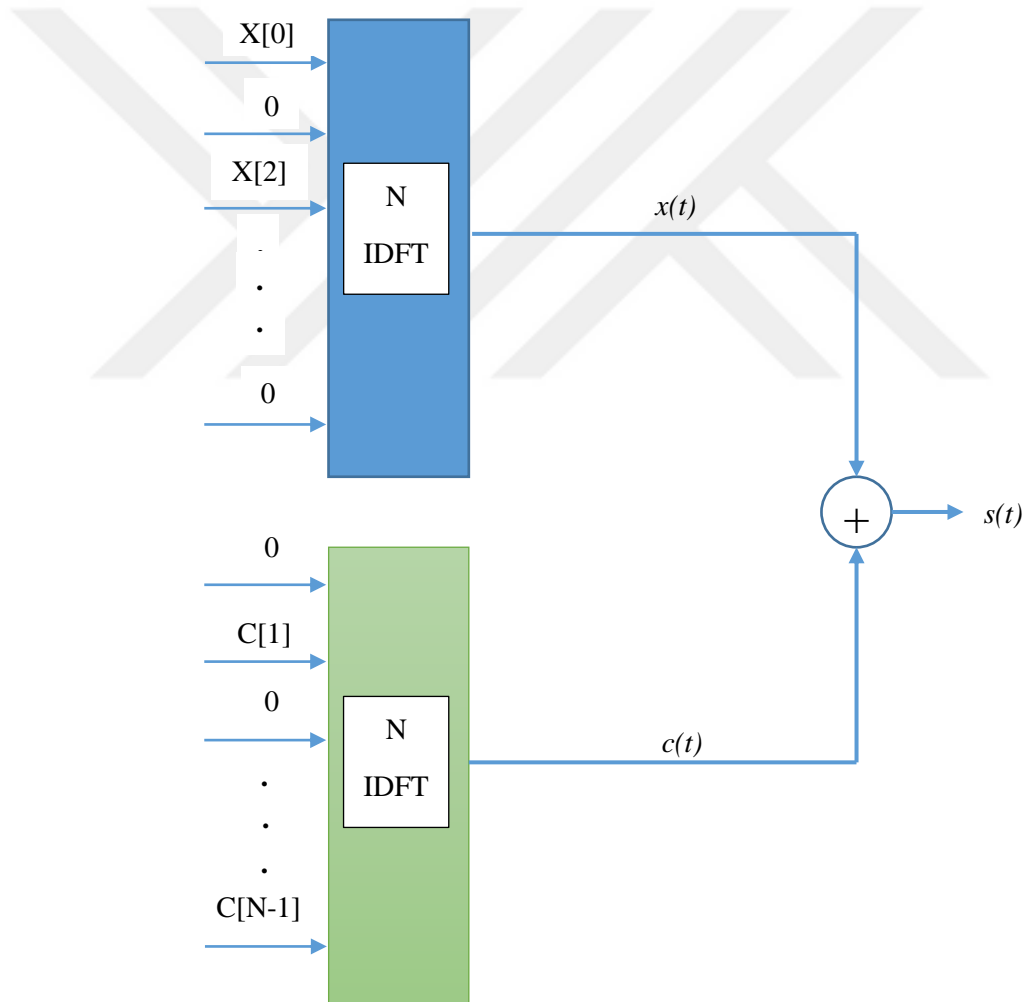 X[0]
0
X[2]
.
.
.
0
N
IDFT
x(t)
+
s(t)
0
C[1]
0
.
.
.
C[N-1]
N
IDFT
c(t)